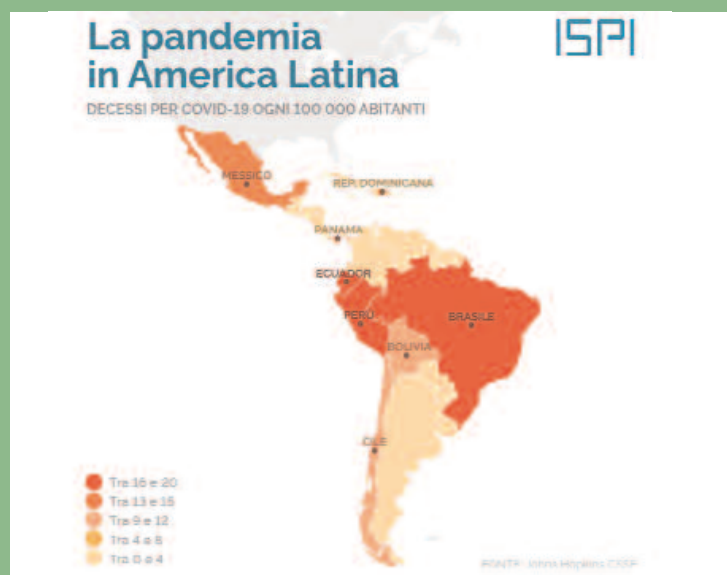 La pandemia
in America Latina
ISPI
DECESSI PER COVID-19 OGNI 100 000 ABITANTI
MESSICO
REP. DOMINICANA
PANAMA
ECUADOR
PERÙ
BRASILE
BOLIVIA
CILE
Tra 16 e 20
Tra 13 e 15
Tra 9 e 12
Tra 4 e 8
Tra 0 e 4
FONTE: Johns Hopkins CSSE